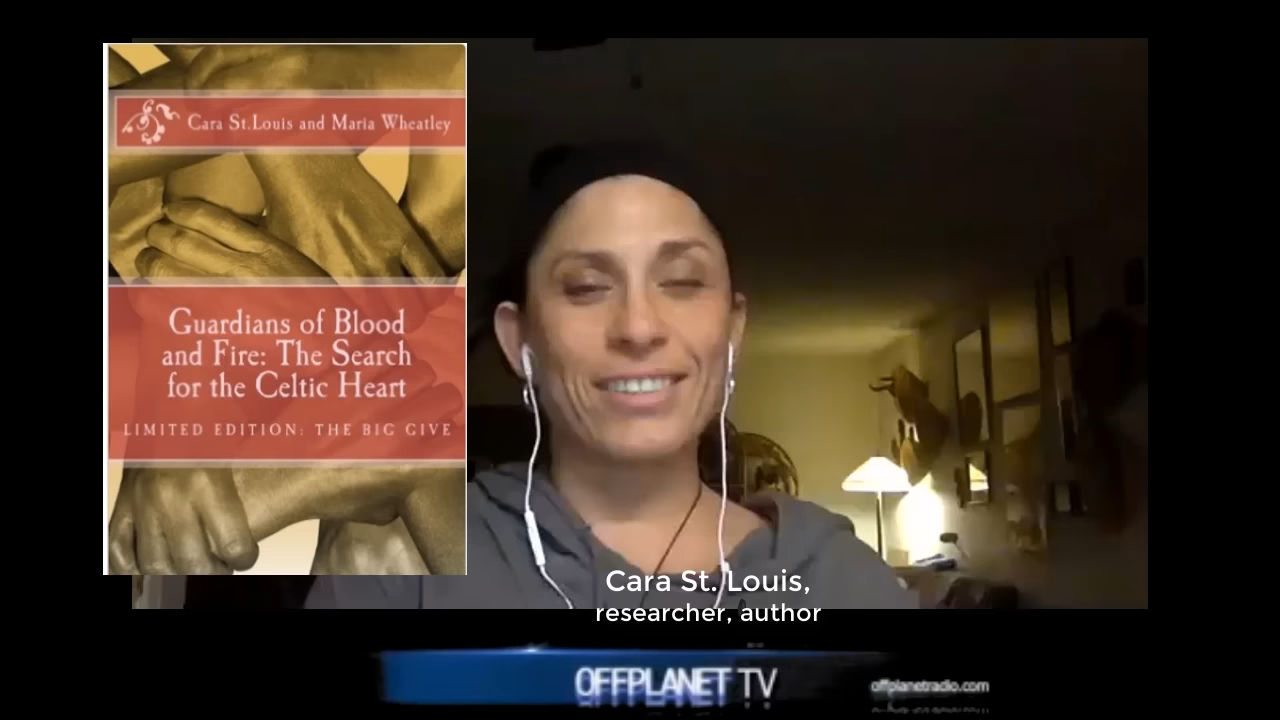 Cara St.Louis and Maria Wheatley
Guardians of Blood
and Fire: The Search
for the Celtic Heart
LIMITED EDITION: THE BIG GIVE
Cara St. Louis,
researcher, author
OFFPLANET TV
offplanetradio.com